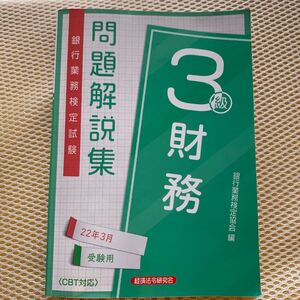 銀行業務検定試験
問題解説集
3級
財務
銀行業務検定協会 編
22年3月
受験用
〈CBT対応〉
経済法令研究会